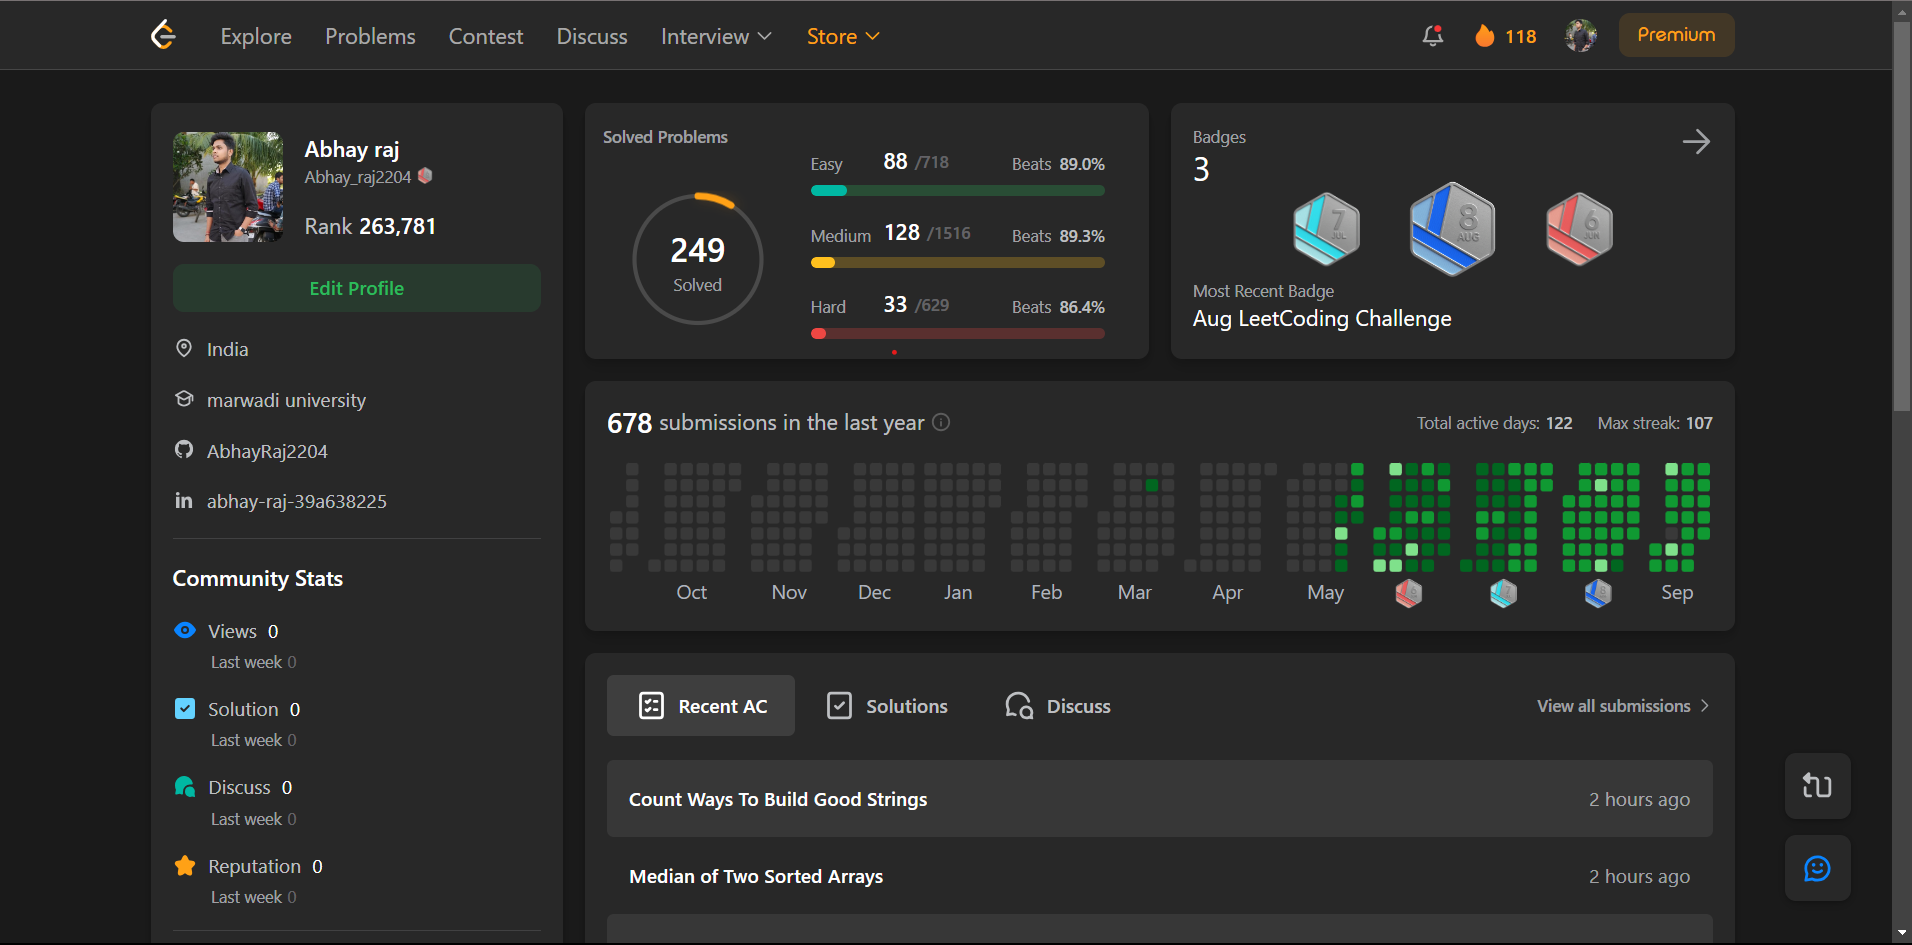 Explore Problems Contest Discuss Interview Store 118 Premium
Abhay raj
Abhay_raj2204
Rank 263,781
Edit Profile
India
marwadi university
AbhayRaj2204
abhay-raj-39a638225
Community Stats
Views 0
Last week 0
Solution 0
Last week 0
Discuss 0
Last week 0
Reputation 0
Last week 0
Solved Problems
249
Solved
Easy 88 /718 Beats 89.0%
Medium 128 /1516 Beats 89.3%
Hard 33 /629 Beats 86.4%
Badges
3
7
JUL
8
AUG
6
JUN
Most Recent Badge
Aug LeetCoding Challenge
678 submissions in the last year
Total active days: 122 Max streak: 107
Oct Nov Dec Jan Feb Mar Apr May Sep
Recent AC Solutions Discuss View all submissions
Count Ways To Build Good Strings 2 hours ago
Median of Two Sorted Arrays 2 hours ago